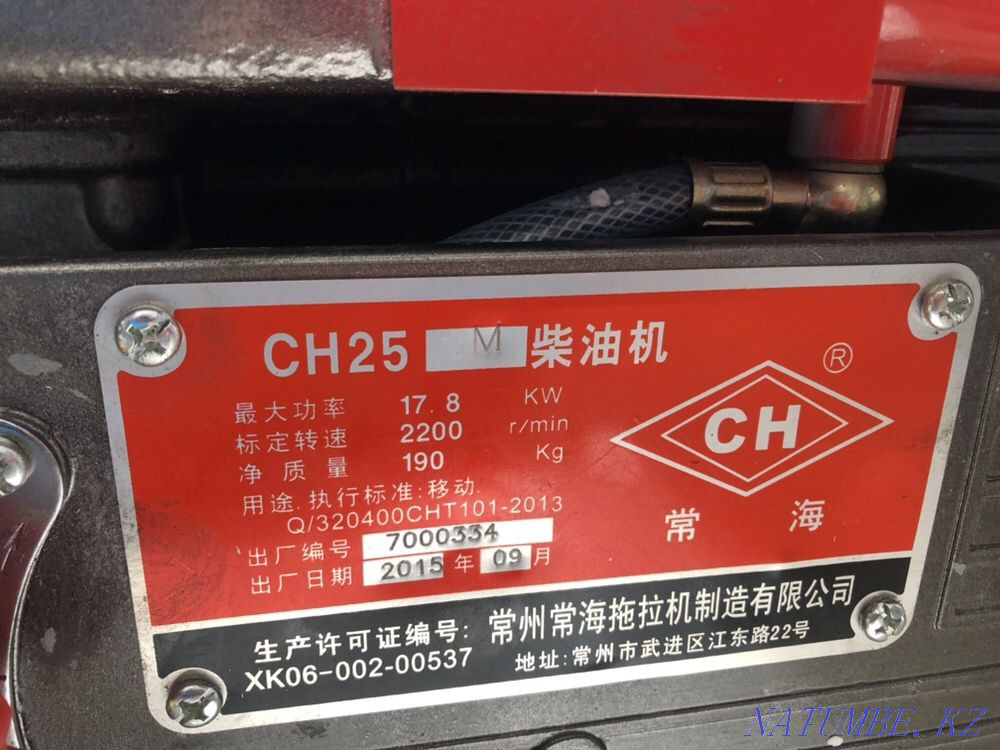 CH25 M 柴油机
最大功率 17.8 KW
标定转速 2200 r/min
净质量 190 Kg
用途.执行标准:移动.
Q/320400CHT101-2013
出厂编号 7000334
出厂日期 2015 年 09 月
®
CH
常海
生产许可证编号:
XK06-002-00537
常州常海拖拉机制造有限公司
地址:常州市武进区江东路22号
XATUMBE.KZ